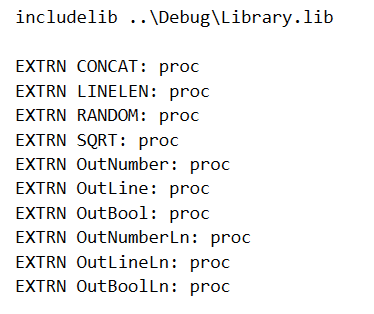 includelib ..\Debug\Library.lib
EXTRN CONCAT: proc
EXTRN LINELEN: proc
EXTRN RANDOM: proc
EXTRN SQRT: proc
EXTRN OutNumber: proc
EXTRN OutLine: proc
EXTRN OutBool: proc
EXTRN OutNumberLn: proc
EXTRN OutLineLn: proc
EXTRN OutBoolLn: proc